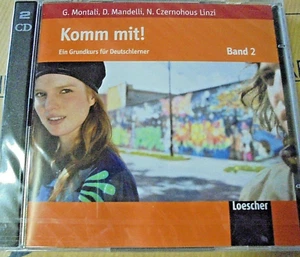 2
CD
G. Montali, D. Mandelli, N. Czernohous Linzi
Komm mit!
Ein Grundkurs für Deutschlerner
Band 2
Loescher